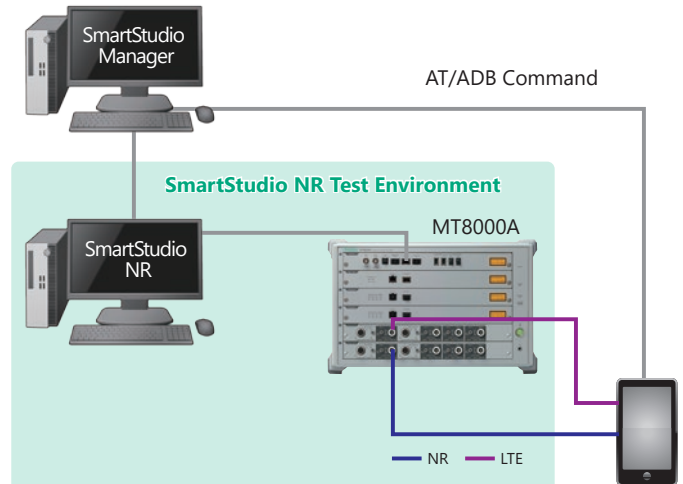 SmartStudio
Manager
AT/ADB Command
SmartStudio NR Test Environment
MT8000A
SmartStudio
NR
NR
LTE